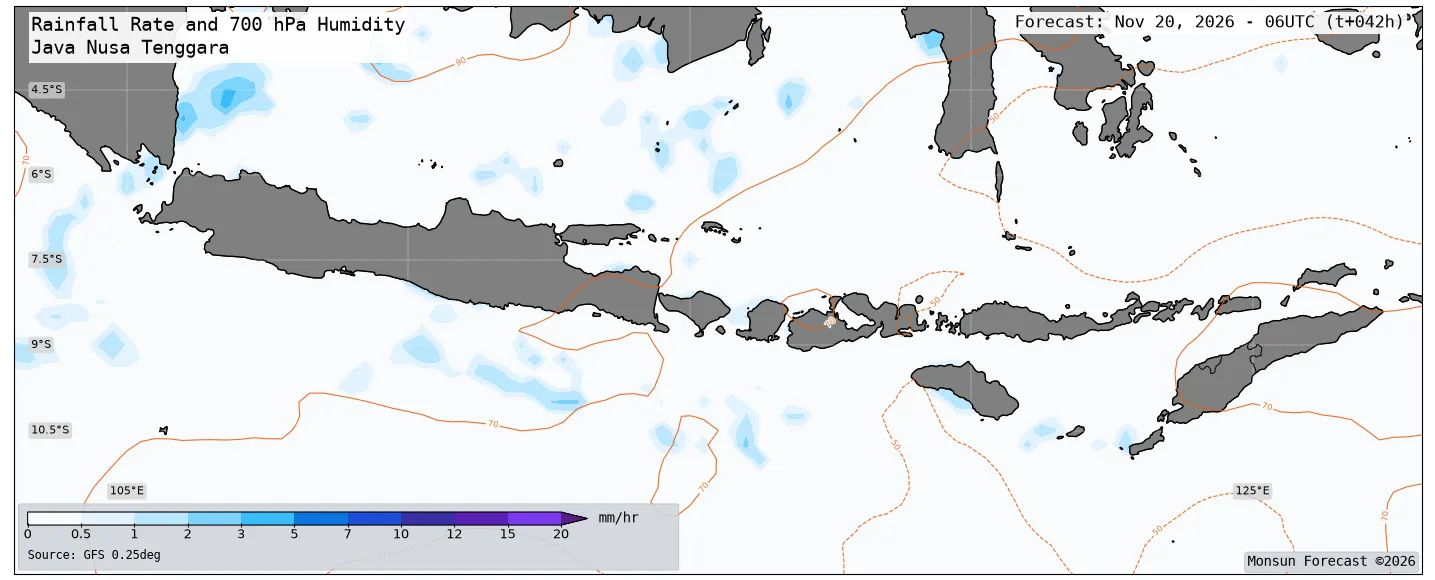 Rainfall Rate and 700 hPa Humidity
Java Nusa Tenggara
Forecast: Nov 20, 2026 - 06UTC (t+042h)
90
4.5°S
50
70
6°S
7.5°S
50
70
9°S
70
70
10.5°S
50
70
105°E
125°E
70
50
mm/hr
0 0.5 1 2 3 5 7 10 12 15 20
Source: GFS 0.25deg
Monsun Forecast ©2026